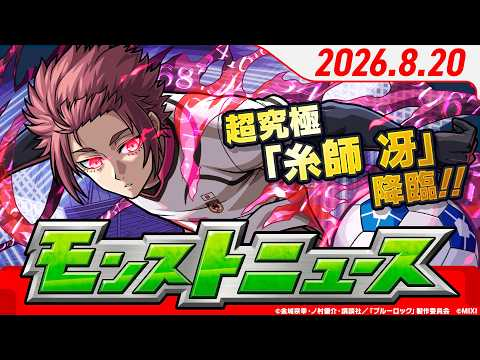 2026.8.20
超究極
「糸師 冴」
降臨!!
モンストニュース
©金城宗幸・ノ村優介・講談社／「ブルーロック」製作委員会 ©MIXI